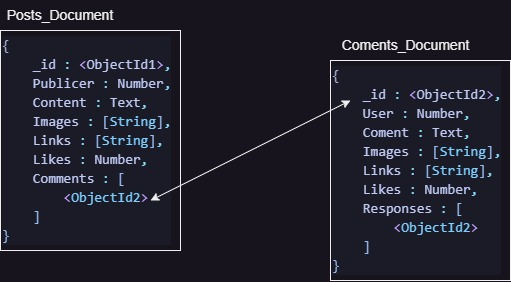 Posts_Document
{
_id : <ObjectId1>,
Publicer : Number,
Content : Text,
Images : [String],
Links : [String],
Likes : Number,
Comments : [
<ObjectId2>
]
}
Coments_Document
{
_id : <ObjectId2>,
User : Number,
Coment : Text,
Images : [String],
Links : [String],
Likes : Number,
Responses : [
<ObjectId2>
]
}